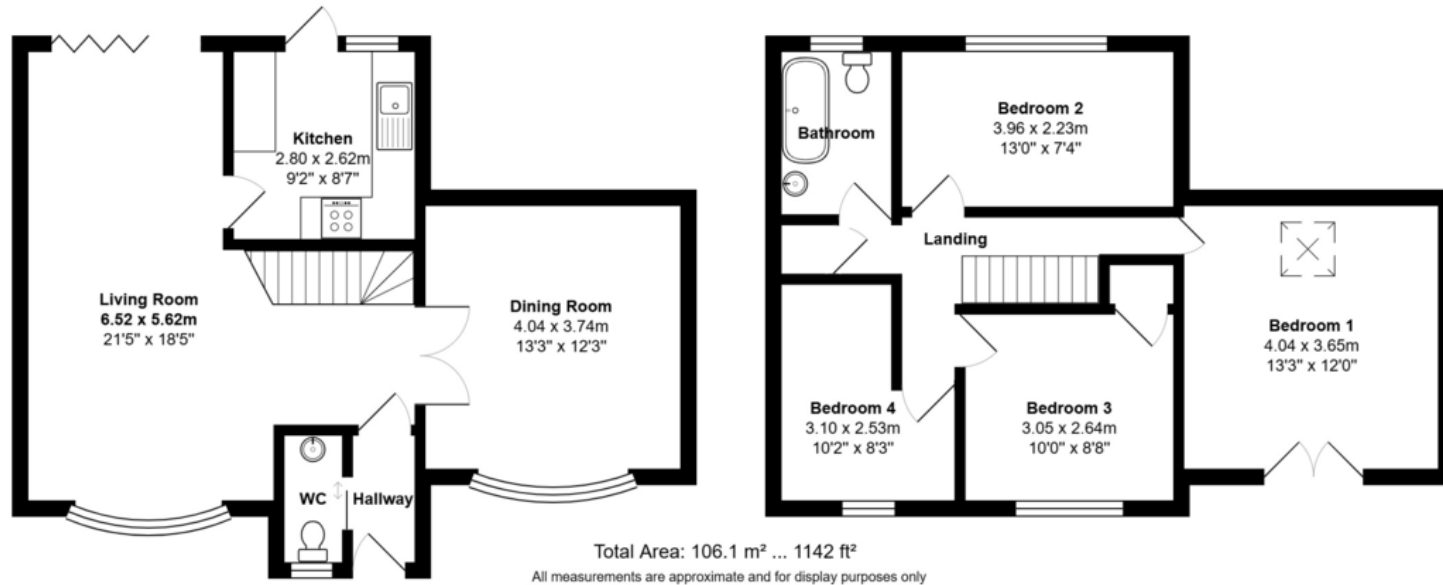 Kitchen
2.80 x 2.62m
9'2" x 8'7"
Living Room
6.52 x 5.62m
21'5" x 18'5"
Dining Room
4.04 x 3.74m
13'3" x 12'3"
WC
Hallway
Bathroom
Bedroom 2
3.96 x 2.23m
13'0" x 7'4"
Landing
Bedroom 1
4.04 x 3.65m
13'3" x 12'0"
Bedroom 4
3.10 x 2.53m
10'2" x 8'3"
Bedroom 3
3.05 x 2.64m
10'0" x 8'8"
Total Area: 106.1 m² ... 1142 ft²
All measurements are approximate and for display purposes only